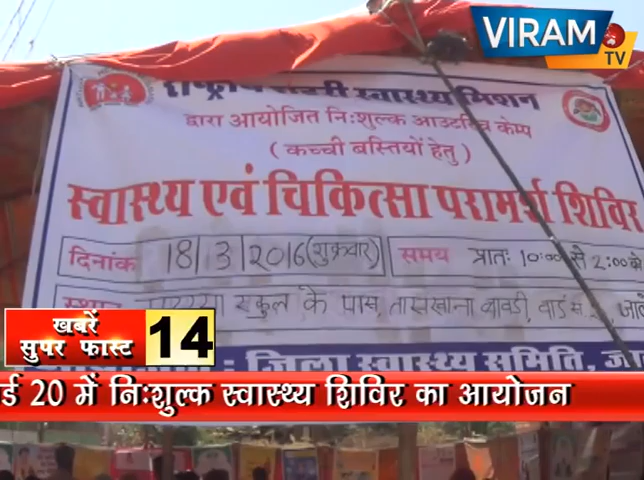 VIRAM
TV
राष्ट्रीय शहरी स्वास्थ्य मिशन
द्वारा आयोजित निःशुल्क आउटरिच केम्प
( कच्ची बस्तियों हेतु )
स्वास्थ्य एवं चिकित्सा परामर्श शिविर
दिनांक 18/3/2016 (शुक्रवार) समय प्रातः 10:00 से 2:00 बजे
स्थान स्कुल के पास, तासखाना बावडी, वार्ड
खबरें
सुपर फास्ट
14
: जिला स्वास्थ्य समिति,
र्ड 20 में निःशुल्क स्वास्थ्य शिविर का आयोजन